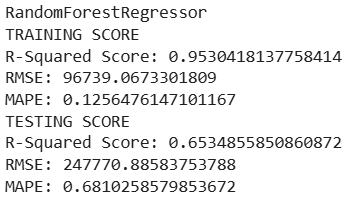 RandomForestRegressor
TRAINING SCORE
R-Squared Score: 0.9530418137758414
RMSE: 96739.0673301809
MAPE: 0.1256476147101167
TESTING SCORE
R-Squared Score: 0.6534855850860872
RMSE: 247770.88583753788
MAPE: 0.6810258579853672